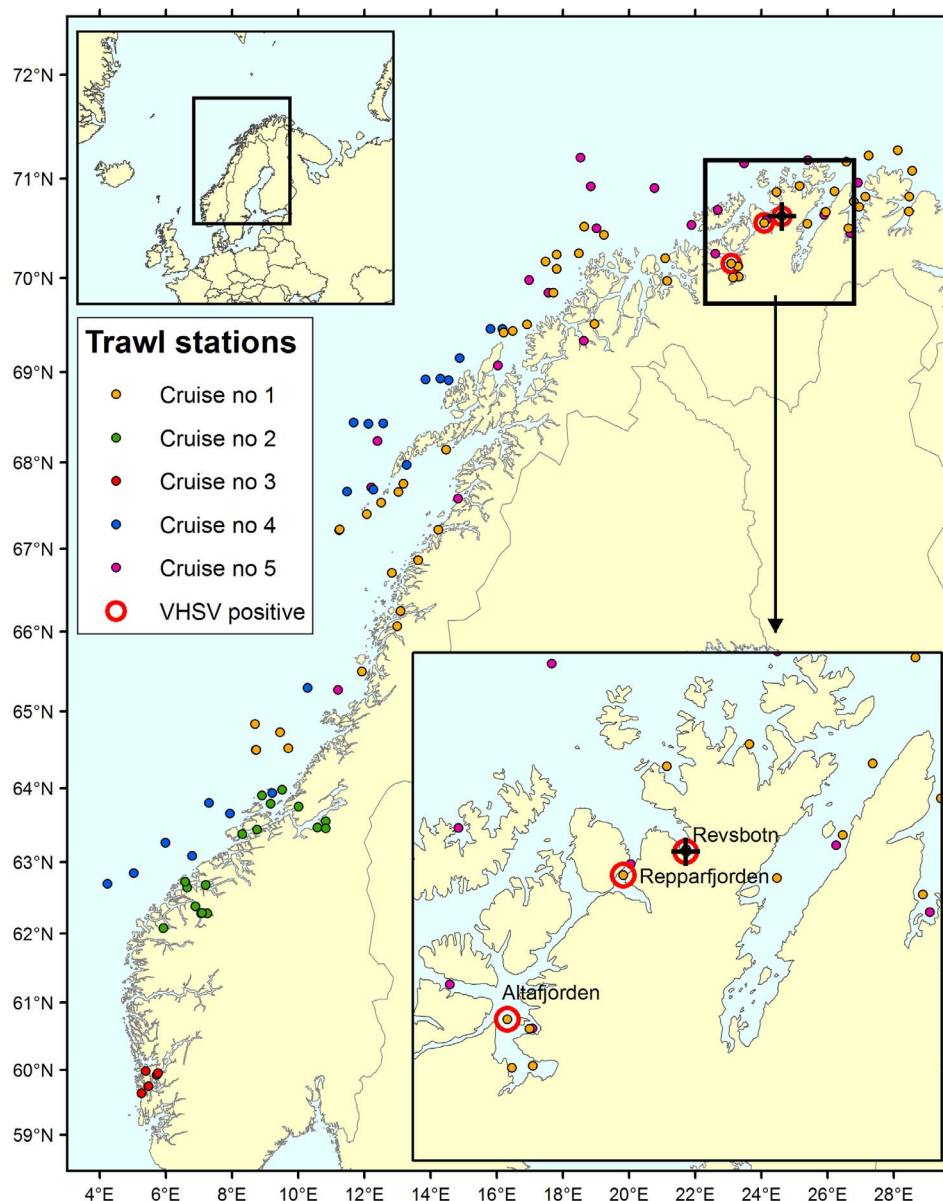 72°N
71°N
70°N
69°N
68°N
67°N
66°N
65°N
64°N
63°N
62°N
61°N
60°N
59°N
Trawl stations
Cruise no 1
Cruise no 2
Cruise no 3
Cruise no 4
Cruise no 5
VHSV positive
Revsbotn
Repparfjorden
Altafjorden
4°E 6°E 8°E 10°E 12°E 14°E 16°E 18°E 20°E 22°E 24°E 26°E 28°E